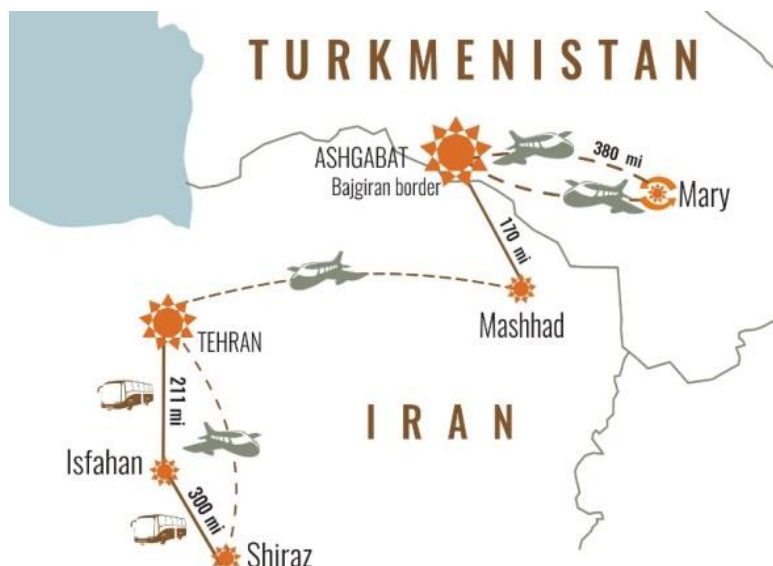 TURKMENISTAN
380 mi
ASHGABAT
Bajgiran border
Mary
170 mi
Mashhad
TEHRAN
211 mi
IRAN
Isfahan
300 mi
Shiraz